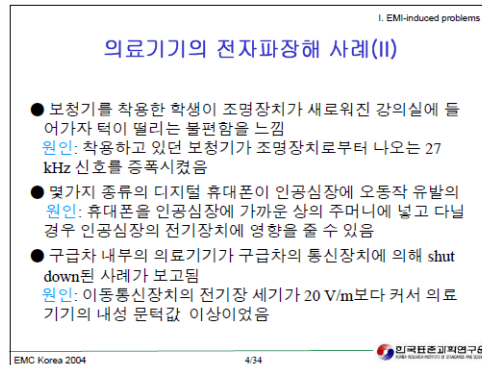 I. EMI-induced problems
의료기기의 전자파장해 사례(II)
● 보청기를 착용한 학생이 조명장치가 새로워진 강의실에 들
어가자 턱이 떨리는 불편함을 느낌
원인: 착용하고 있던 보청기가 조명장치로부터 나오는 27
kHz 신호를 증폭시켰음
● 몇가지 종류의 디지털 휴대폰이 인공심장에 오동작 유발의
원인: 휴대폰을 인공심장에 가까운 상의 주머니에 넣고 다닐
경우 인공심장의 전기장치에 영향을 줄 수 있음
● 구급차 내부의 의료기기가 구급차의 통신장치에 의해 shut
down된 사례가 보고됨
원인: 이동통신장치의 전기장 세기가 20 V/m보다 커서 의료
기기의 내성 문턱값 이상이었음
EMC Korea 2004
4/34
한국표준과학연구원